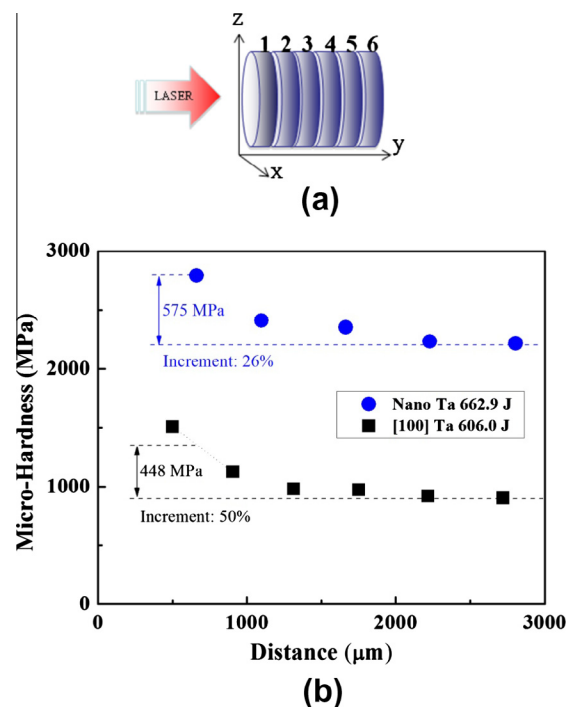 z
1 2 3 4 5 6
LASER
y
x
(a)
Micro-Hardness (MPa)
3000
2000
1000
0
575 MPa
Increment: 26%
Nano Ta 662.9 J
[100] Ta 606.0 J
448 MPa
Increment: 50%
0 1000 2000 3000
Distance (μm)
(b)